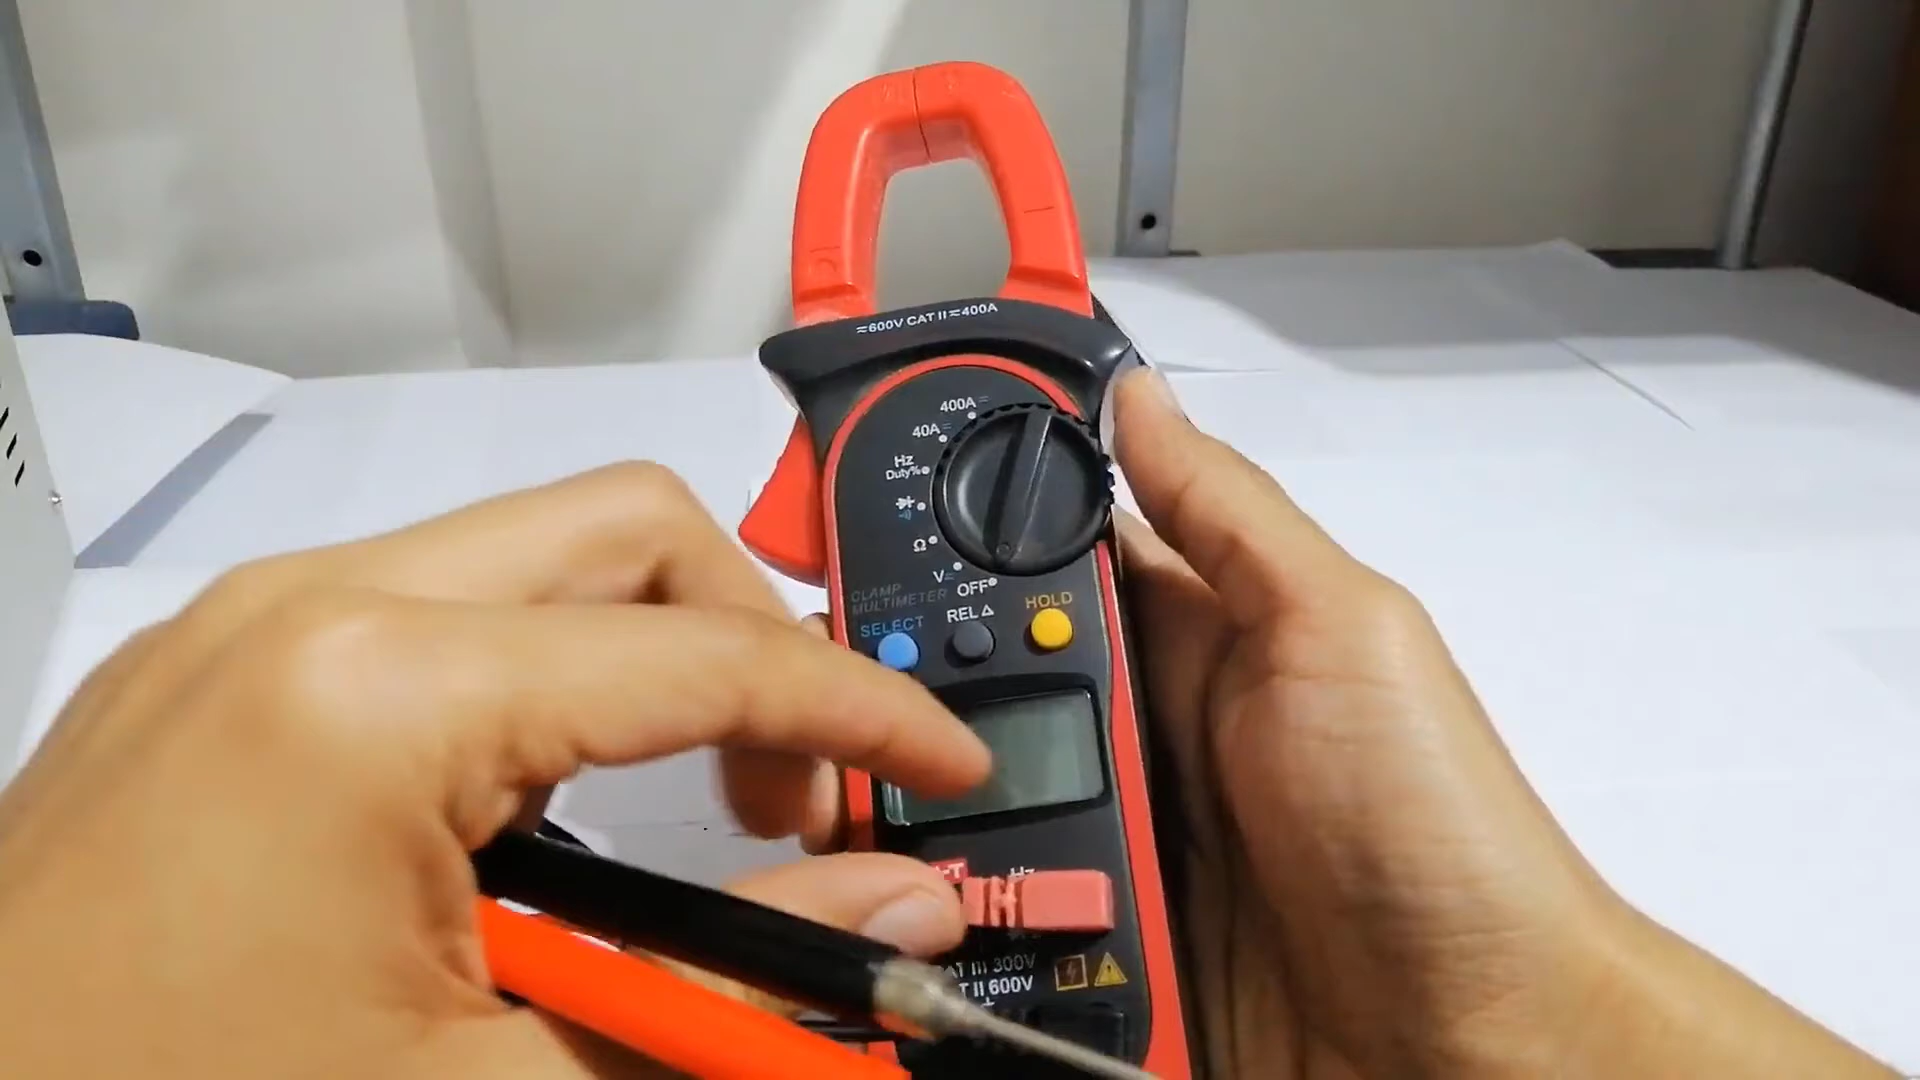 ≂600V CAT II ≂400A
400A
40A
Hz
Duty%
Ω
V
OFF
CLAMP
MULTIMETER
SELECT
REL △
HOLD
Hz
AT III 300V
T II 600V
+